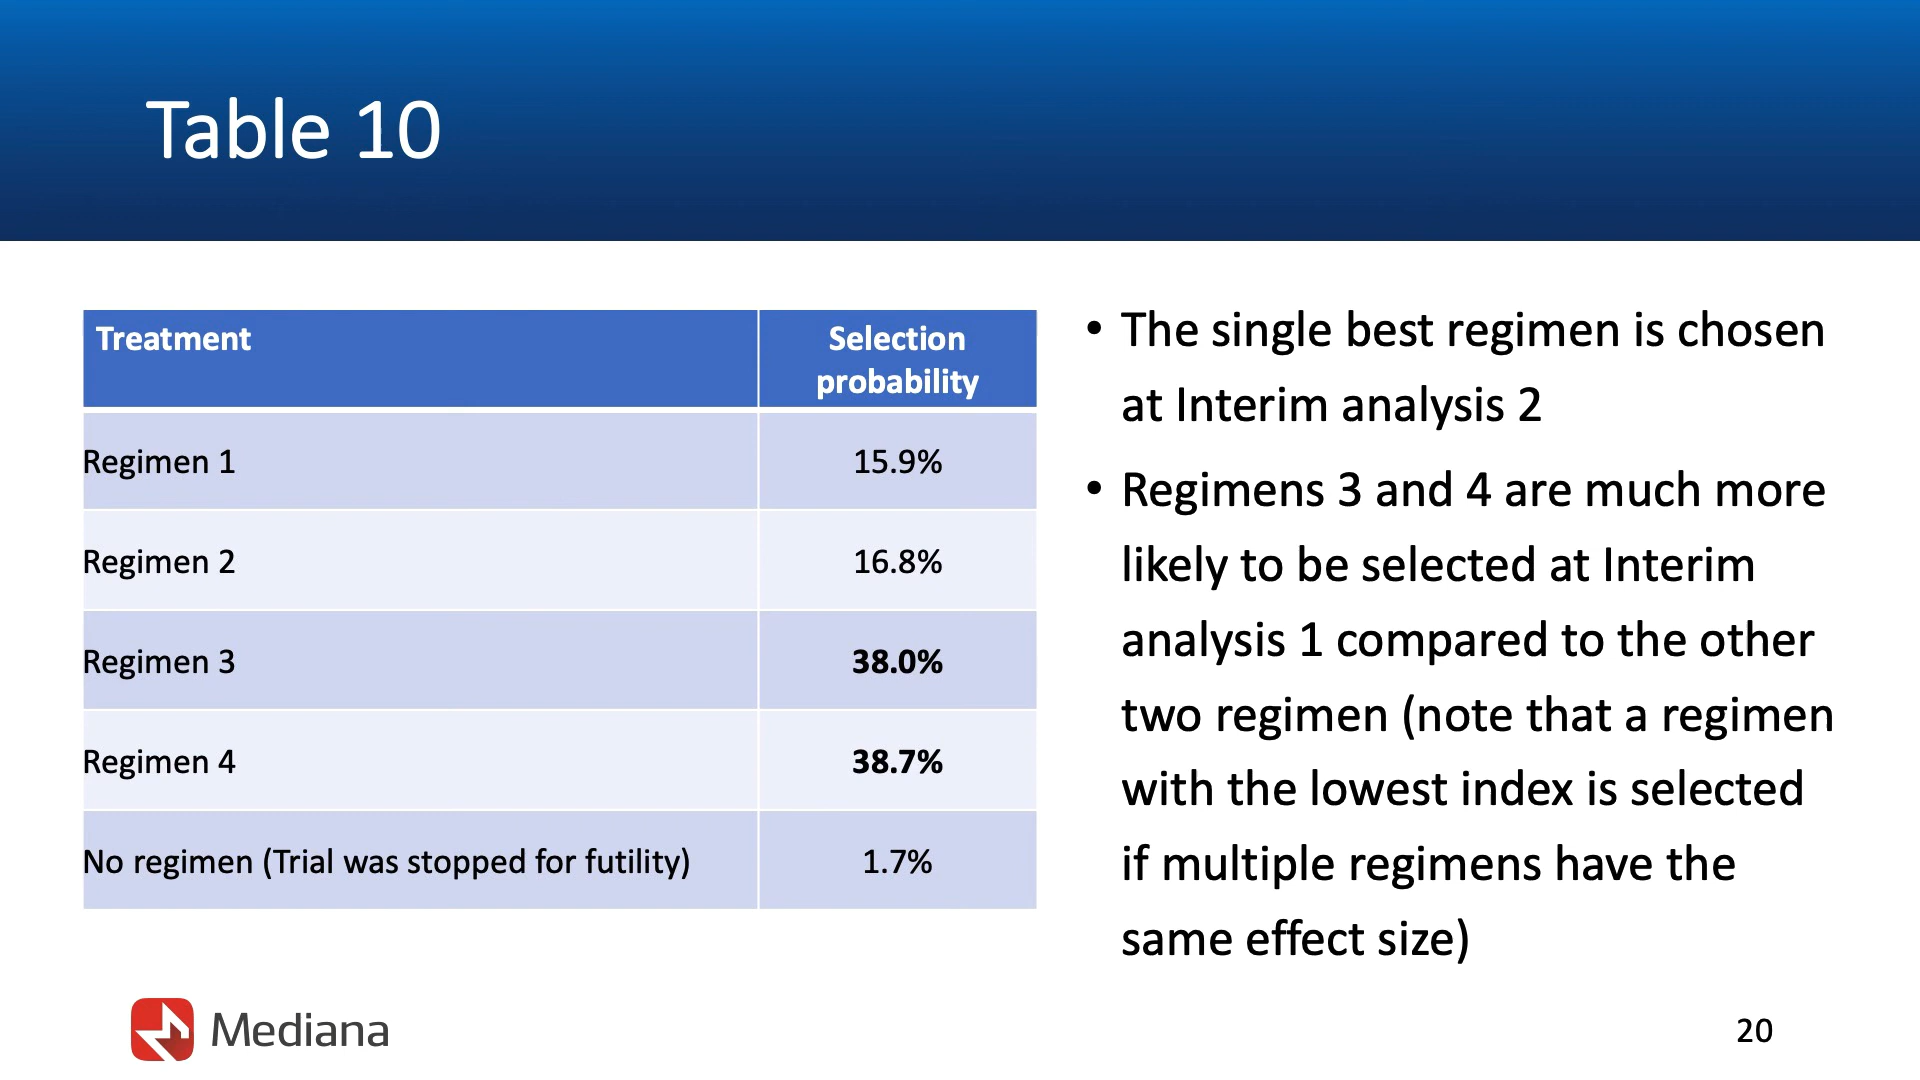 Table 10
Treatment
Selection
probability
Regimen 1
15.9%
Regimen 2
16.8%
Regimen 3
38.0%
Regimen 4
38.7%
No regimen (Trial was stopped for futility)
1.7%
• The single best regimen is chosen
at Interim analysis 2
• Regimens 3 and 4 are much more
likely to be selected at Interim
analysis 1 compared to the other
two regimen (note that a regimen
with the lowest index is selected
if multiple regimens have the
same effect size)
Mediana
20